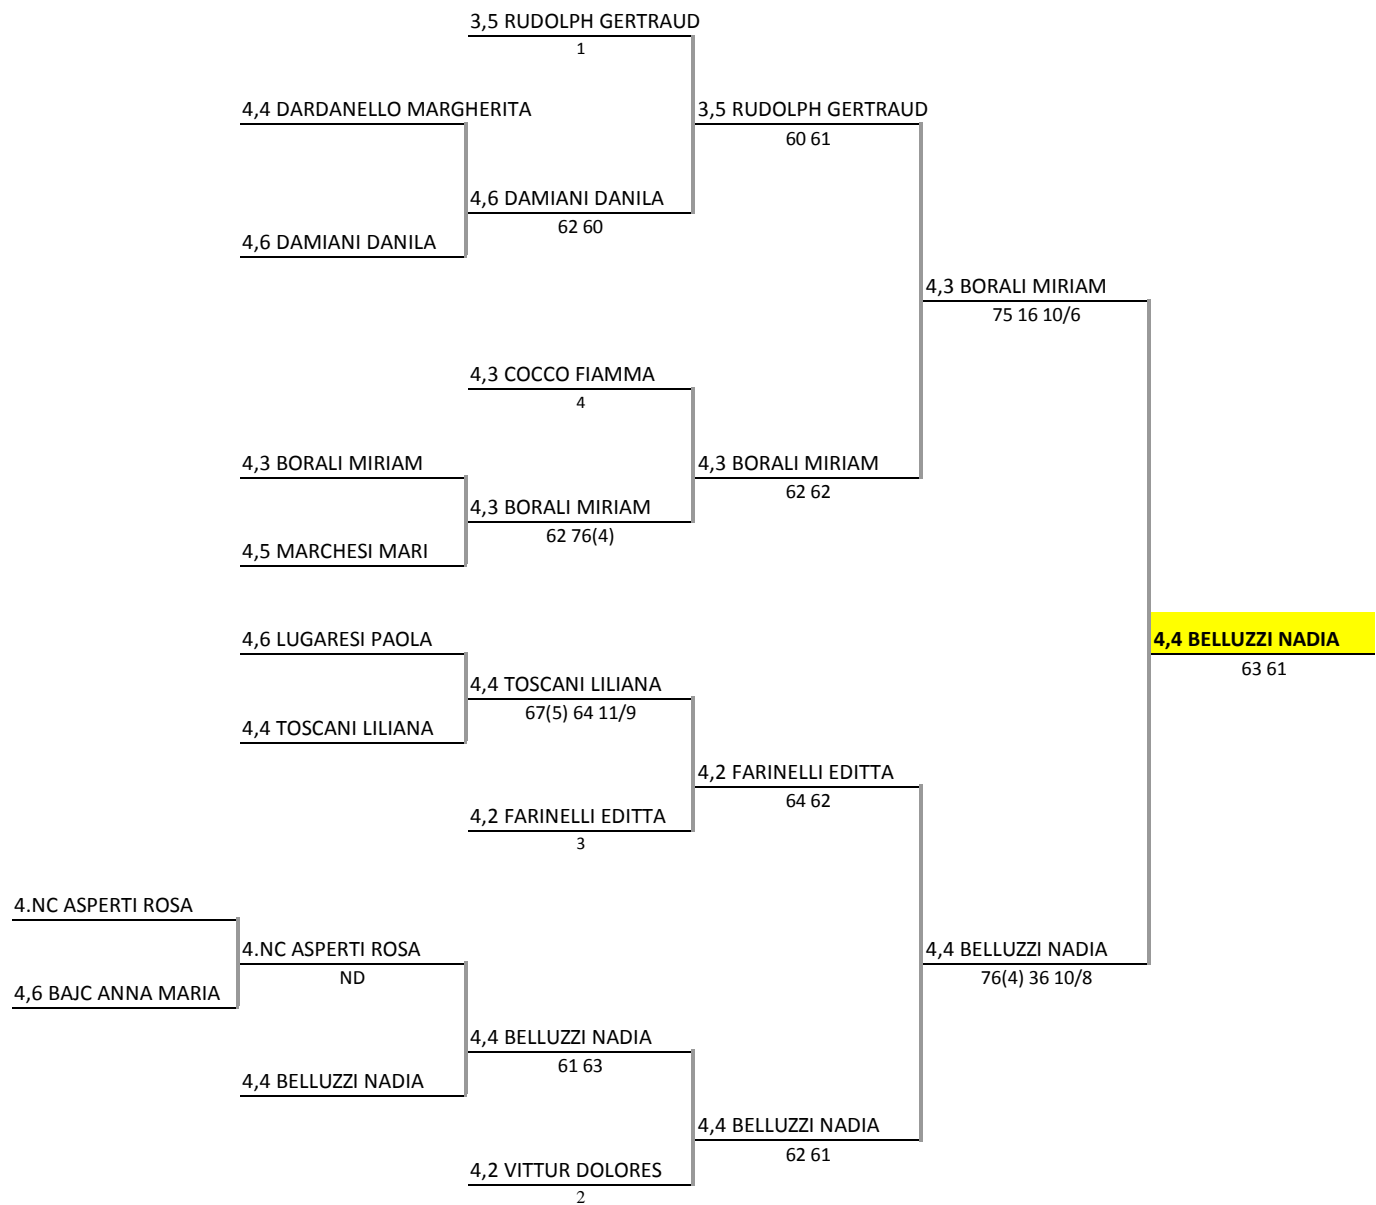 3,5 RUDOLPH GERTRAUD
1
4,4 DARDANELLO MARGHERITA
3,5 RUDOLPH GERTRAUD
60 61
4,6 DAMIANI DANILA
62 60
4,6 DAMIANI DANILA
4,3 BORALI MIRIAM
75 16 10/6
4,3 COCCO FIAMMA
4
4,3 BORALI MIRIAM
4,3 BORALI MIRIAM
62 62
4,3 BORALI MIRIAM
62 76(4)
4,5 MARCHESI MARI
4,6 LUGARESI PAOLA
4,4 BELLUZZI NADIA
63 61
4,4 TOSCANI LILIANA
67(5) 64 11/9
4,4 TOSCANI LILIANA
4,2 FARINELLI EDITTA
64 62
4,2 FARINELLI EDITTA
3
4.NC ASPERTI ROSA
4.NC ASPERTI ROSA
ND
4,4 BELLUZZI NADIA
76(4) 36 10/8
4,6 BAJC ANNA MARIA
4,4 BELLUZZI NADIA
61 63
4,4 BELLUZZI NADIA
4,4 BELLUZZI NADIA
62 61
4,2 VITTUR DOLORES
2